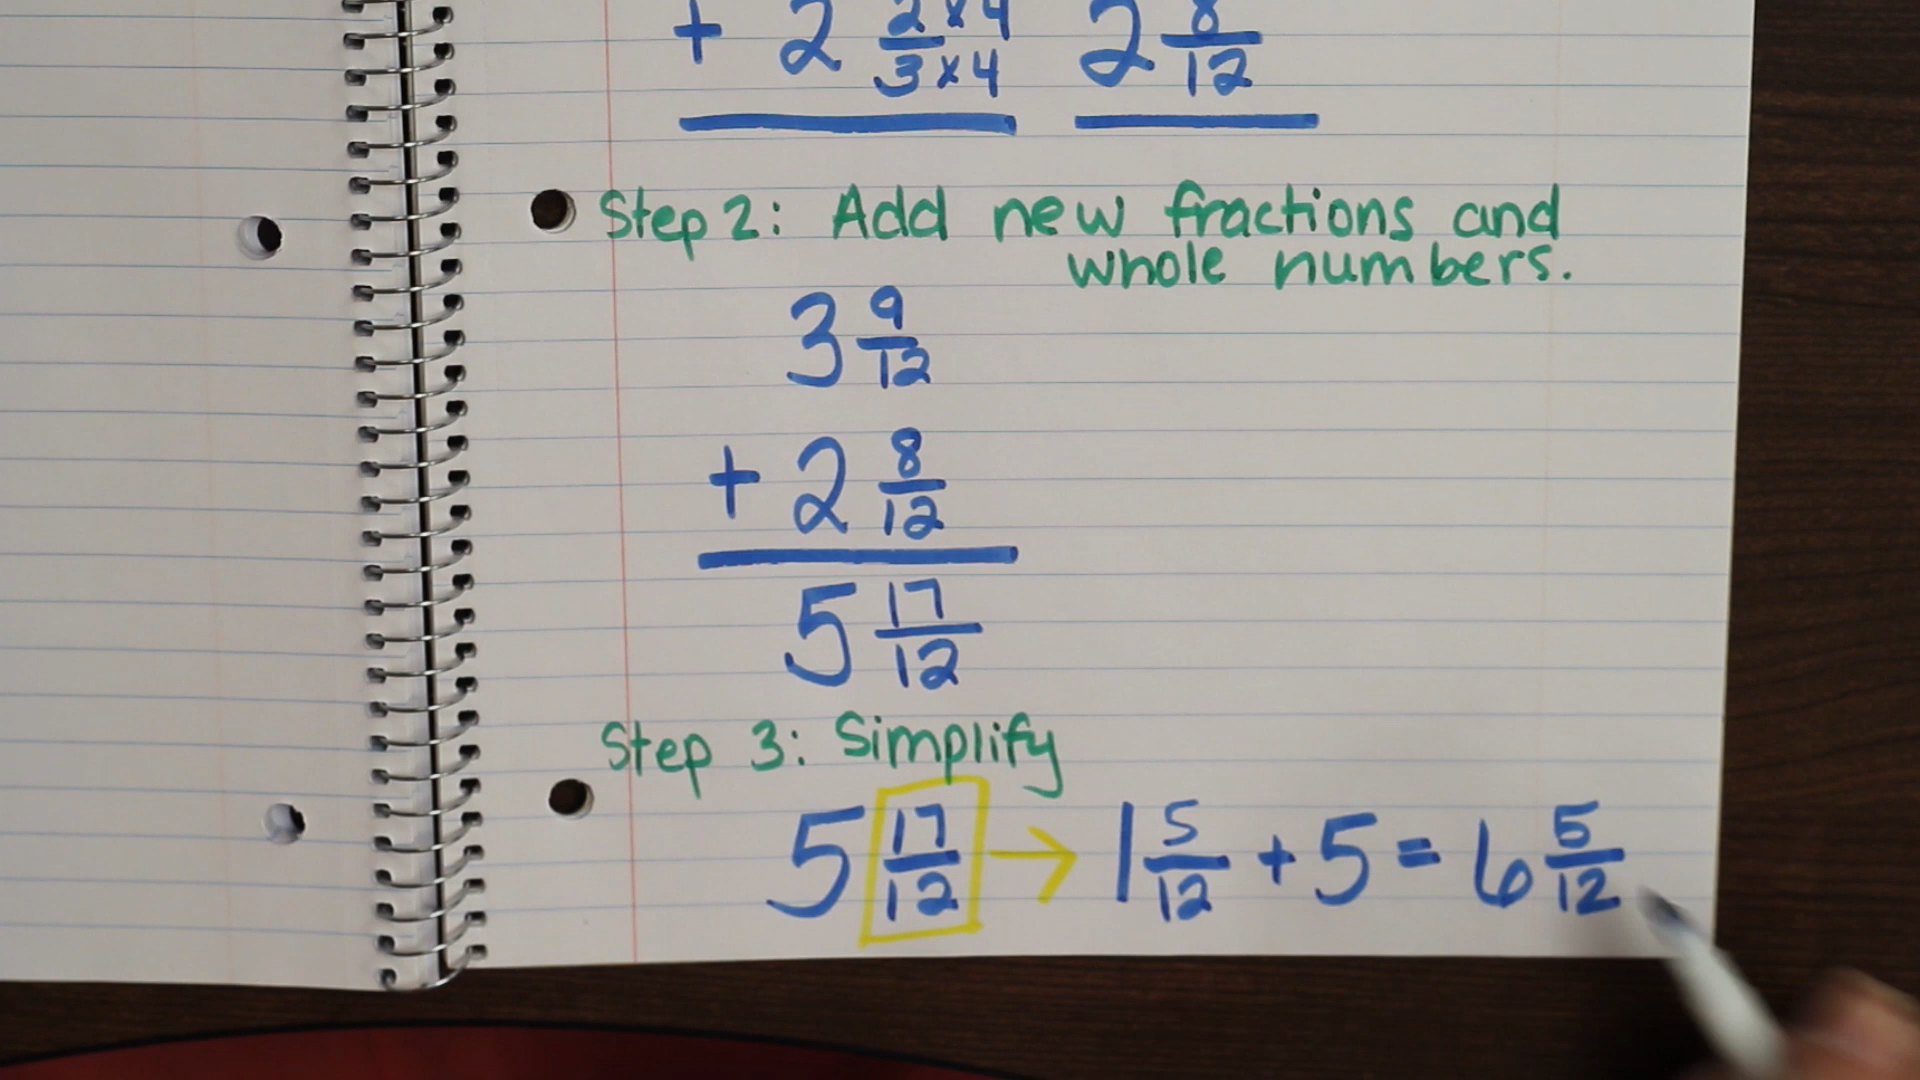 + 2 2×4/3×4 2 8/12
Step 2: Add new fractions and
whole numbers.
3 9/12
+ 2 8/12
5 17/12
Step 3: Simplify
5 17/12 → 1 5/12 + 5 = 6 5/12